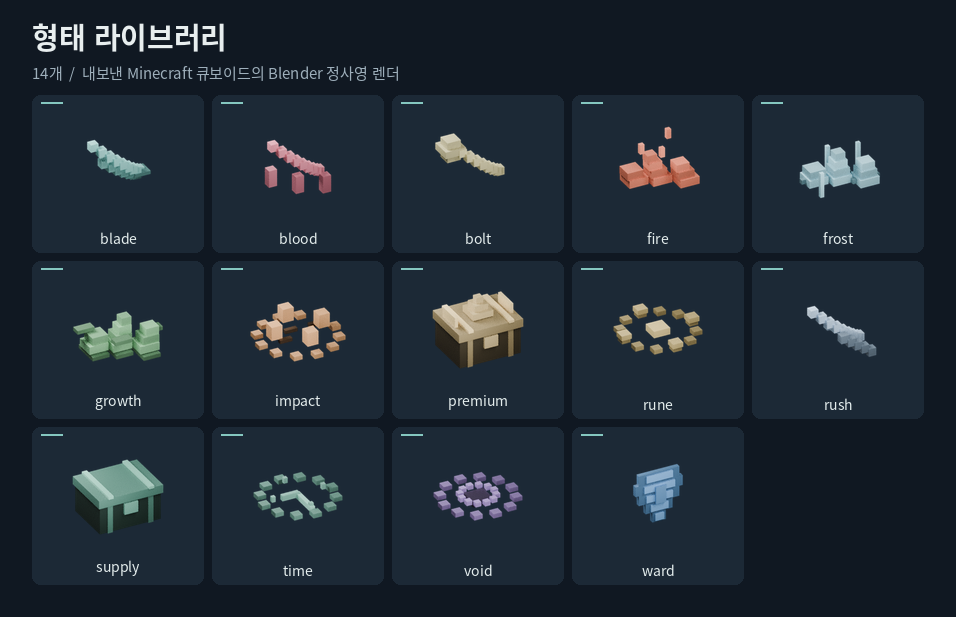 형태 라이브러리
14개 / 내보낸 Minecraft 큐보이드의 Blender 정사영 렌더
blade
blood
bolt
fire
frost
growth
impact
premium
rune
rush
supply
time
void
ward